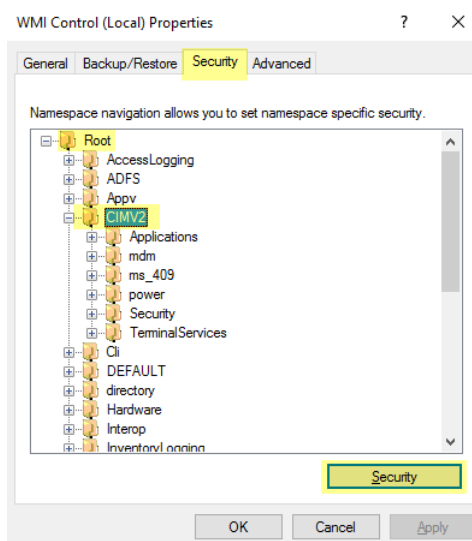 WMI Control (Local) Properties ? ×
General Backup/Restore Security Advanced
Namespace navigation allows you to set namespace specific security.
Root
AccessLogging
ADFS
Appv
CIMV2
Applications
mdm
ms_409
power
Security
TerminalServices
Cli
DEFAULT
directory
Hardware
Interop
InventoryLogging
Security
OK Cancel Apply